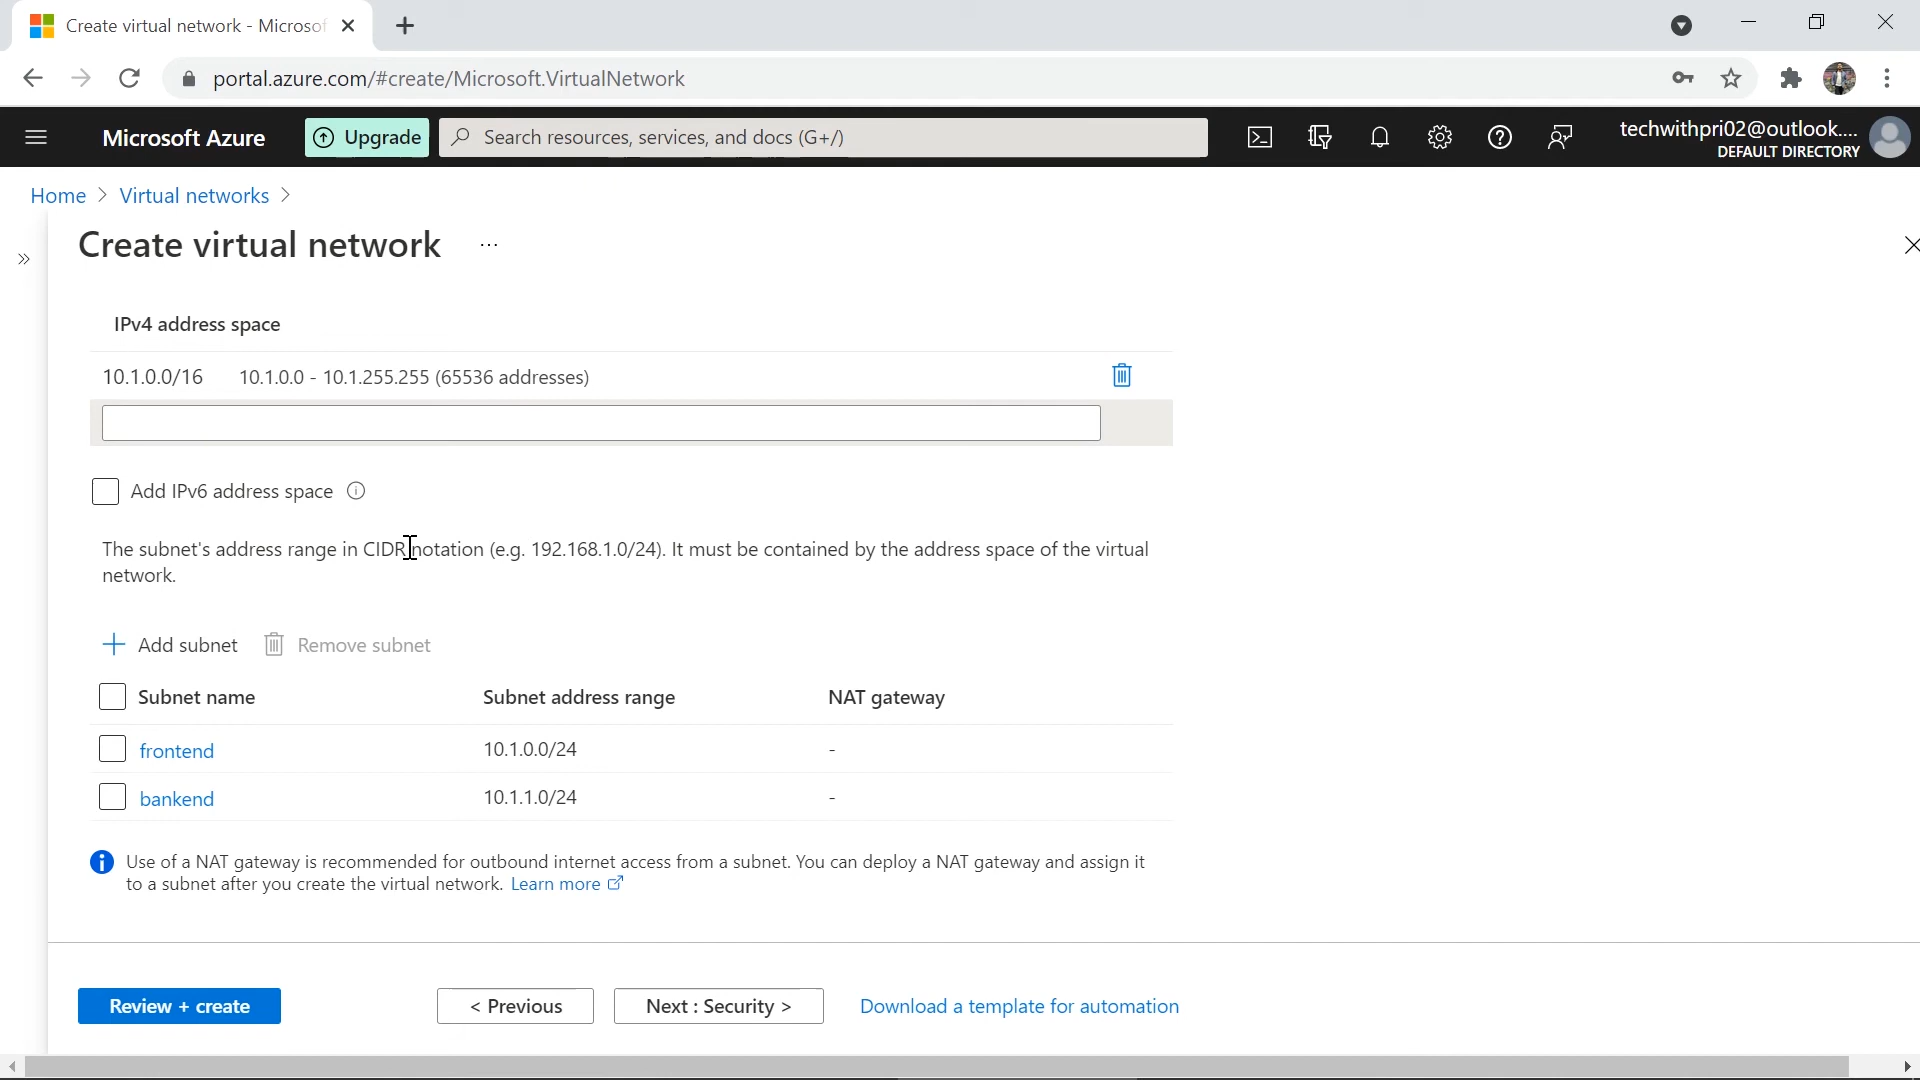 Create virtual network - Microsof
portal.azure.com/#create/Microsoft.VirtualNetwork
Microsoft Azure
Upgrade
Search resources, services, and docs (G+/)
techwithpri02@outlook....
DEFAULT DIRECTORY
Home > Virtual networks >
Create virtual network ...
IPv4 address space
10.1.0.0/16 10.1.0.0 - 10.1.255.255 (65536 addresses)
Add IPv6 address space
The subnet's address range in CIDR notation (e.g. 192.168.1.0/24). It must be contained by the address space of the virtual
network.
Add subnet Remove subnet
Subnet name Subnet address range NAT gateway
frontend 10.1.0.0/24 -
bankend 10.1.1.0/24 -
Use of a NAT gateway is recommended for outbound internet access from a subnet. You can deploy a NAT gateway and assign it
to a subnet after you create the virtual network. Learn more
Review + create < Previous Next : Security > Download a template for automation